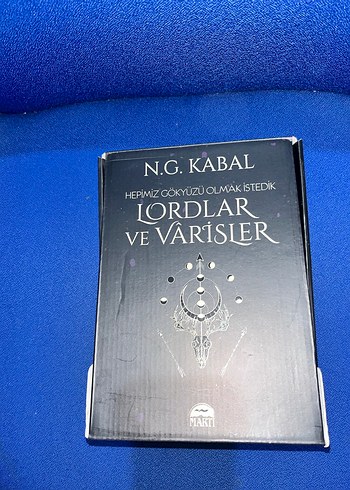 N.G. KABAL
HEPİMİZ GÖKYÜZÜ OLMAK İSTEDİK
LORDLAR
VE VÂRİSLER
MARTI